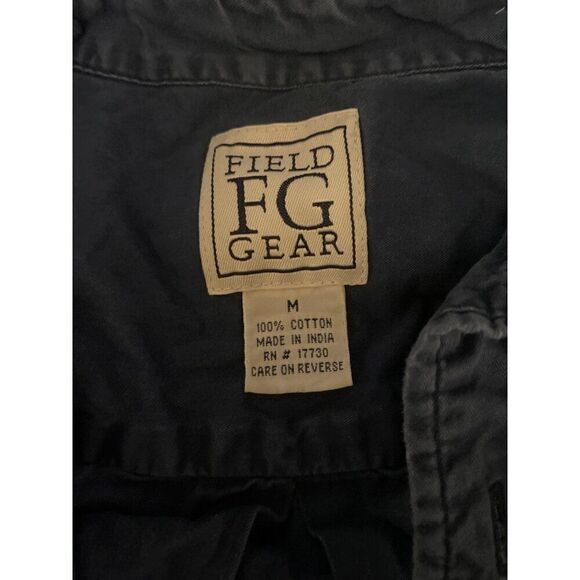 FIELD
FG
GEAR
M
100% COTTON
MADE IN INDIA
RN # 17730
CARE ON REVERSE